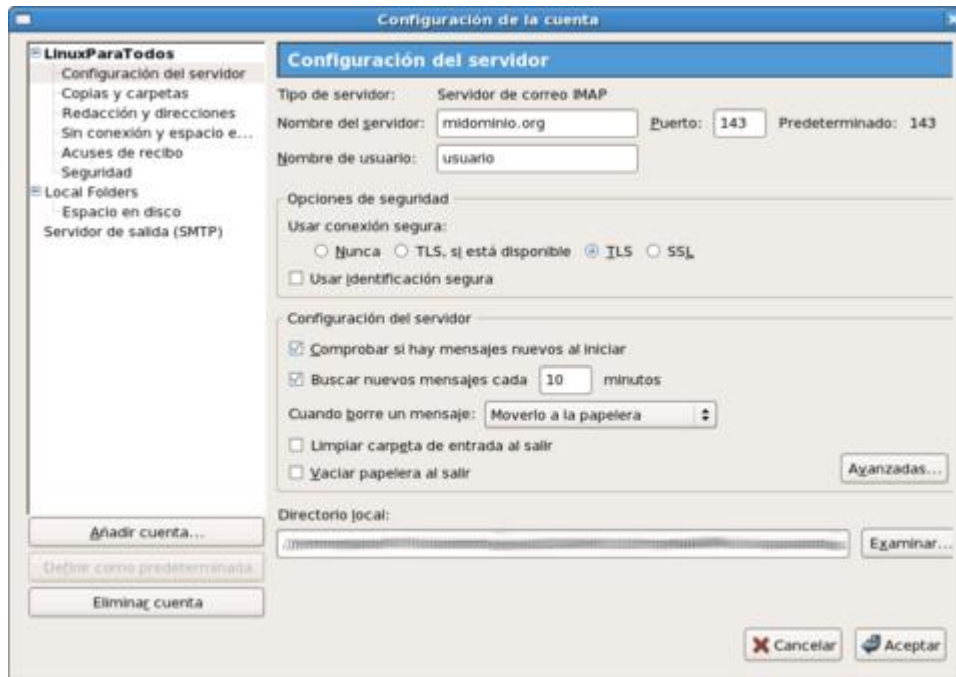 Configuración de la cuenta
LinuxParaTodos
Configuración del servidor
Copias y carpetas
Redacción y direcciones
Sin conexión y espacio e...
Acuses de recibo
Seguridad
Local Folders
Espacio en disco
Servidor de salida (SMTP)
Añadir cuenta...
Definir como predeterminada
Eliminar cuenta
Configuración del servidor
Tipo de servidor: Servidor de correo IMAP
Nombre del servidor: midominio.org Puerto: 143 Predeterminado: 143
Nombre de usuario: usuario
Opciones de seguridad
Usar conexión segura:
Nunca TLS, si está disponible TLS SSL
Usar identificación segura
Configuración del servidor
Comprobar si hay mensajes nuevos al iniciar
Buscar nuevos mensajes cada 10 minutos
Cuando borre un mensaje: Moverlo a la papelera
Limpiar carpeta de entrada al salir
Vaciar papelera al salir
Avanzadas...
Directorio local:
Examinar...
Cancelar Aceptar